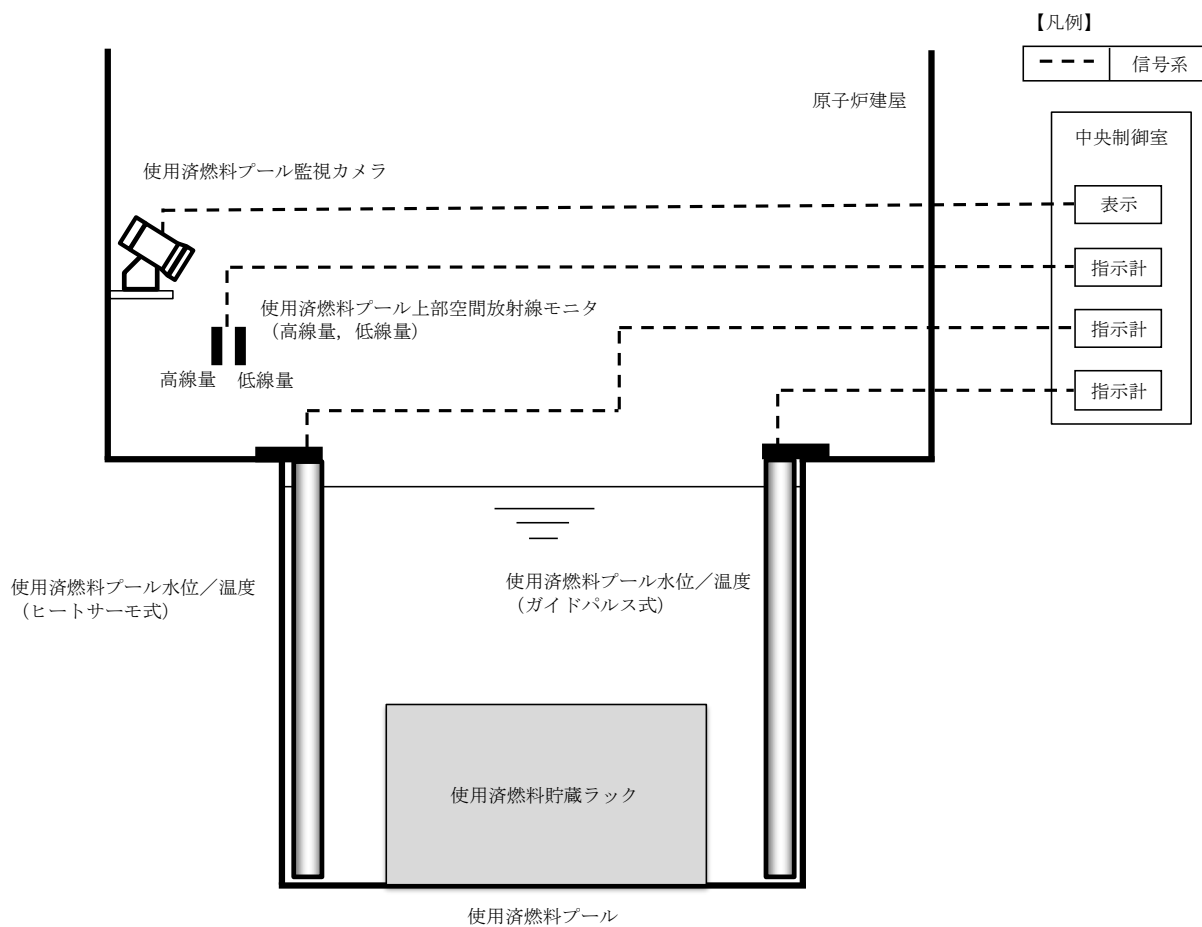 【凡例】
信号系
原子炉建屋
中央制御室
使用済燃料プール監視カメラ
表示
指示計
使用済燃料プール上部空間放射線モニタ
（高線量，低線量）
指示計
高線量 低線量
指示計
使用済燃料プール水位／温度
（ヒートサーモ式）
使用済燃料プール水位／温度
（ガイドパルス式）
使用済燃料貯蔵ラック
使用済燃料プール